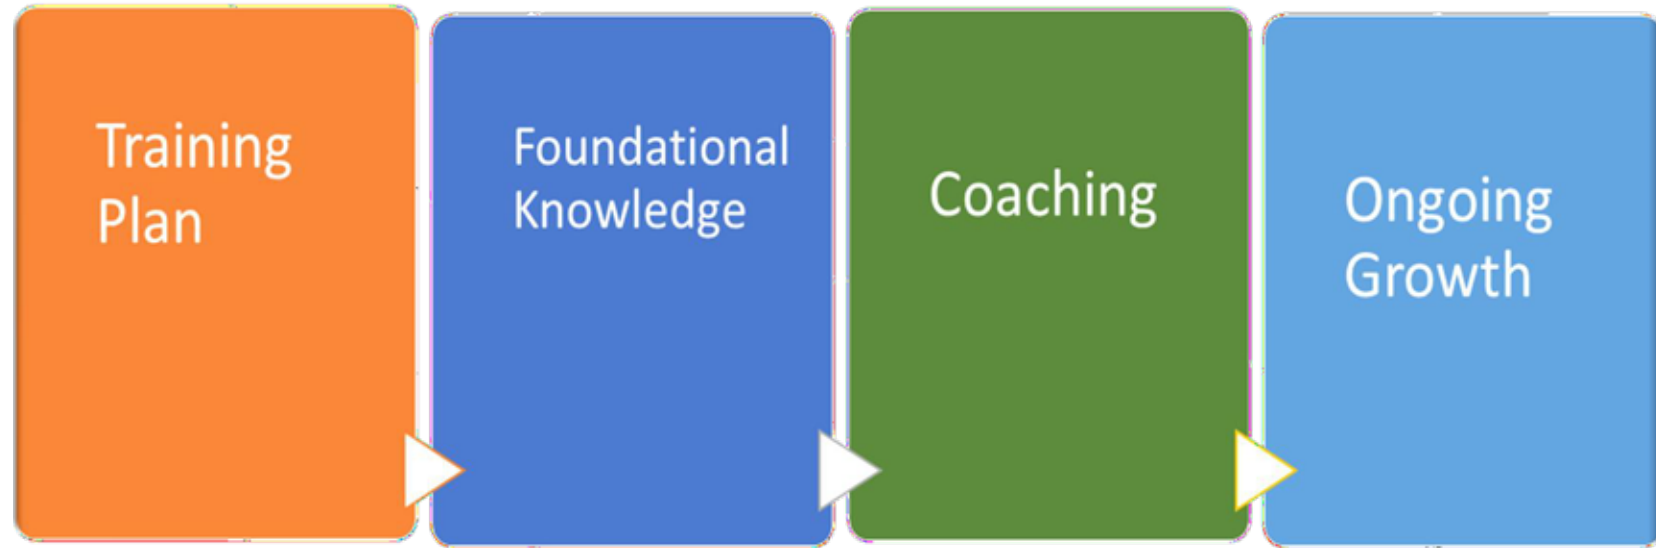 Training
Plan
Foundational
Knowledge
Coaching
Ongoing
Growth